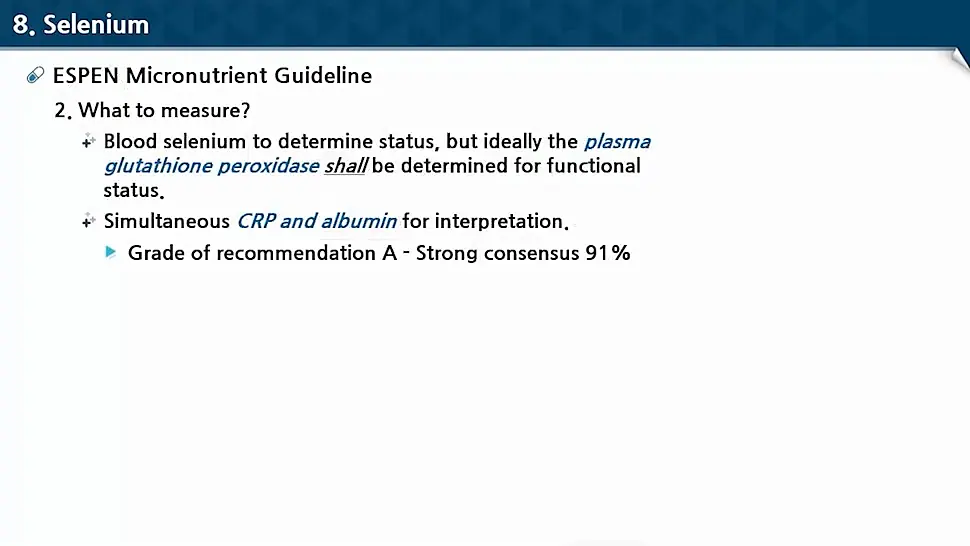 8. Selenium
ESPEN Micronutrient Guideline
2. What to measure?
Blood selenium to determine status, but ideally the plasma
glutathione peroxidase shall be determined for functional
status.
Simultaneous CRP and albumin for interpretation.
Grade of recommendation A - Strong consensus 91%